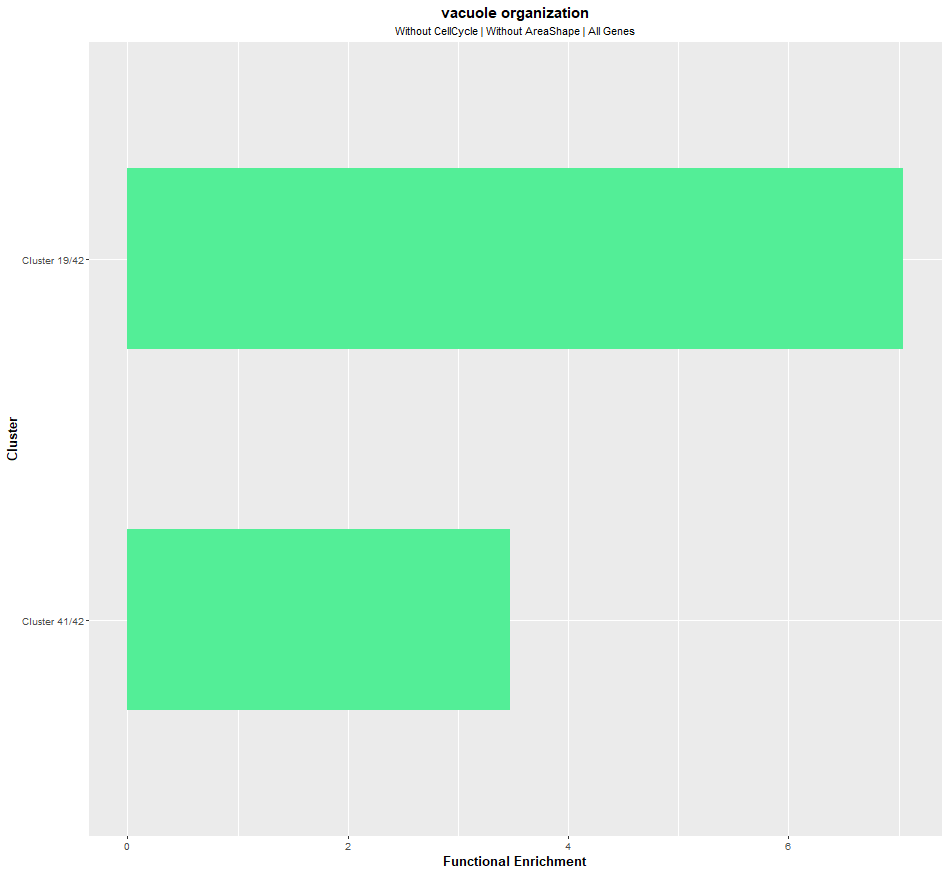 vacuole organization
Without CellCycle | Without AreaShape | All Genes
Cluster
Cluster 19/42
Cluster 41/42
0 2 4 6
Functional Enrichment